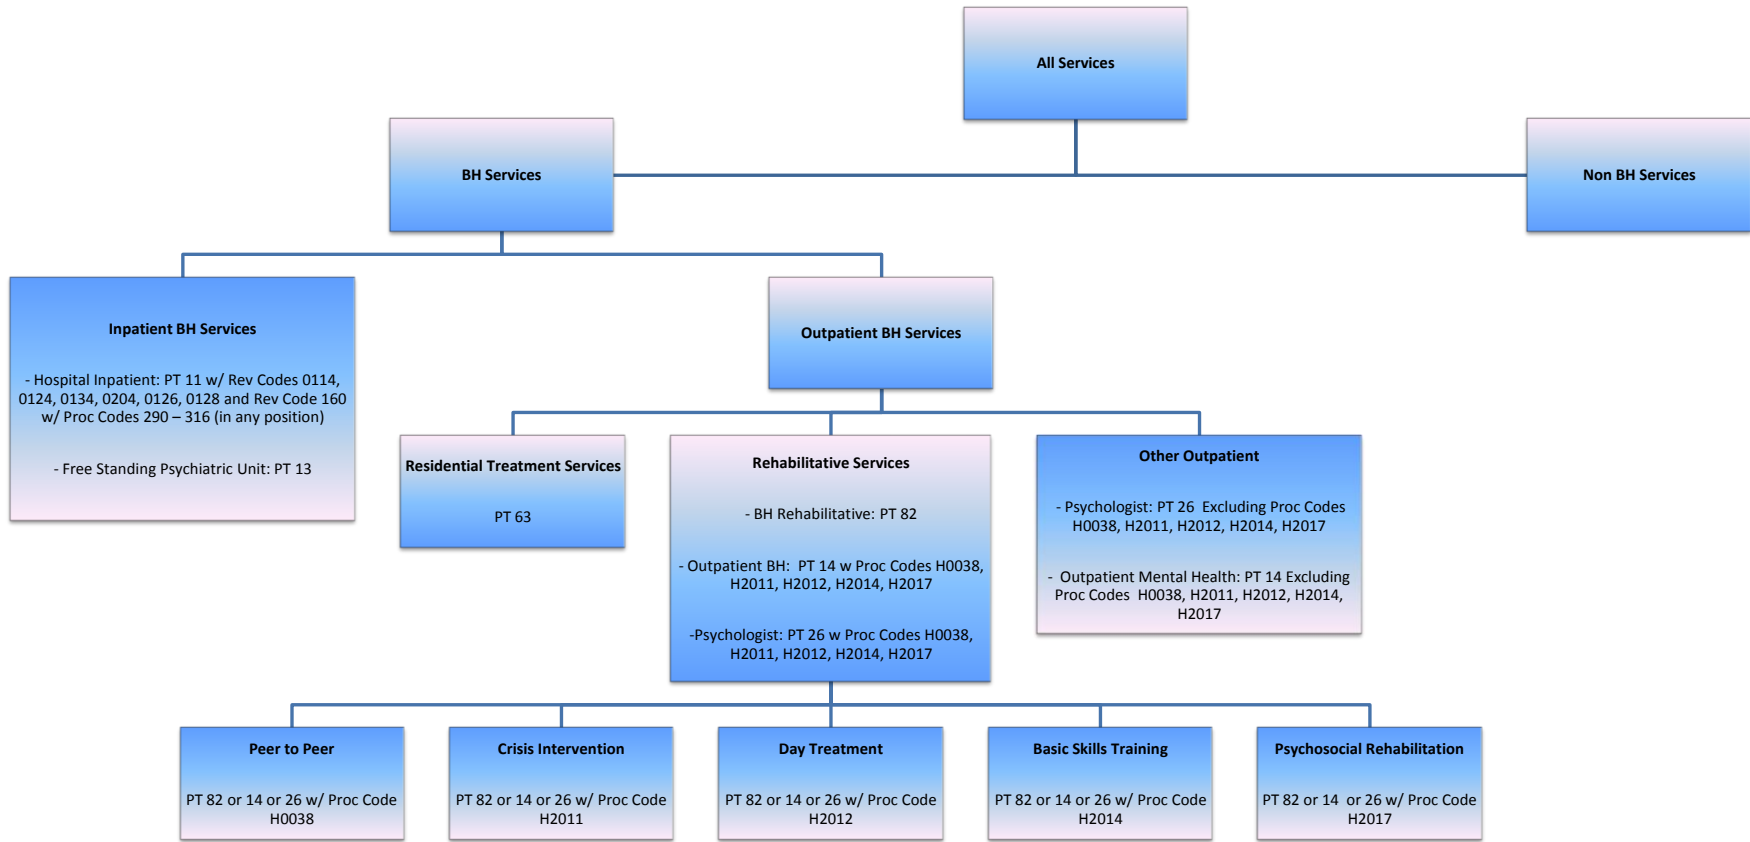 All Services
BH Services
Non BH Services
Inpatient BH Services
- Hospital Inpatient: PT 11 w/ Rev Codes 0114,
0124, 0134, 0204, 0126, 0128 and Rev Code 160
w/ Proc Codes 290 – 316 (in any position)
- Free Standing Psychiatric Unit: PT 13
Outpatient BH Services
Residential Treatment Services
PT 63
Rehabilitative Services
- BH Rehabilitative: PT 82
- Outpatient BH:  PT 14 w Proc Codes H0038,
H2011, H2012, H2014, H2017
-Psychologist: PT 26 w Proc Codes H0038,
H2011, H2012, H2014, H2017
Other Outpatient
- Psychologist: PT 26  Excluding Proc Codes
H0038, H2011, H2012, H2014, H2017
-  Outpatient Mental Health: PT 14 Excluding
Proc Codes  H0038, H2011, H2012, H2014,
H2017
Peer to Peer
PT 82 or 14 or 26 w/ Proc Code
H0038
Crisis Intervention
PT 82 or 14 or 26 w/ Proc Code
H2011
Day Treatment
PT 82 or 14 or 26 w/ Proc Code
H2012
Basic Skills Training
PT 82 or 14 or 26 w/ Proc Code
H2014
Psychosocial Rehabilitation
PT 82 or 14  or 26 w/ Proc Code
H2017